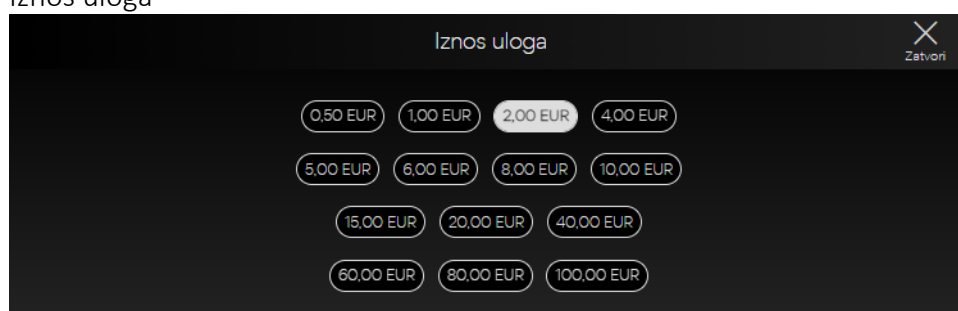 Iznos uloga
Iznos uloga
Zatvori
0,50 EUR 1,00 EUR 2,00 EUR 4,00 EUR
5,00 EUR 6,00 EUR 8,00 EUR 10,00 EUR
15,00 EUR 20,00 EUR 40,00 EUR
60,00 EUR 80,00 EUR 100,00 EUR